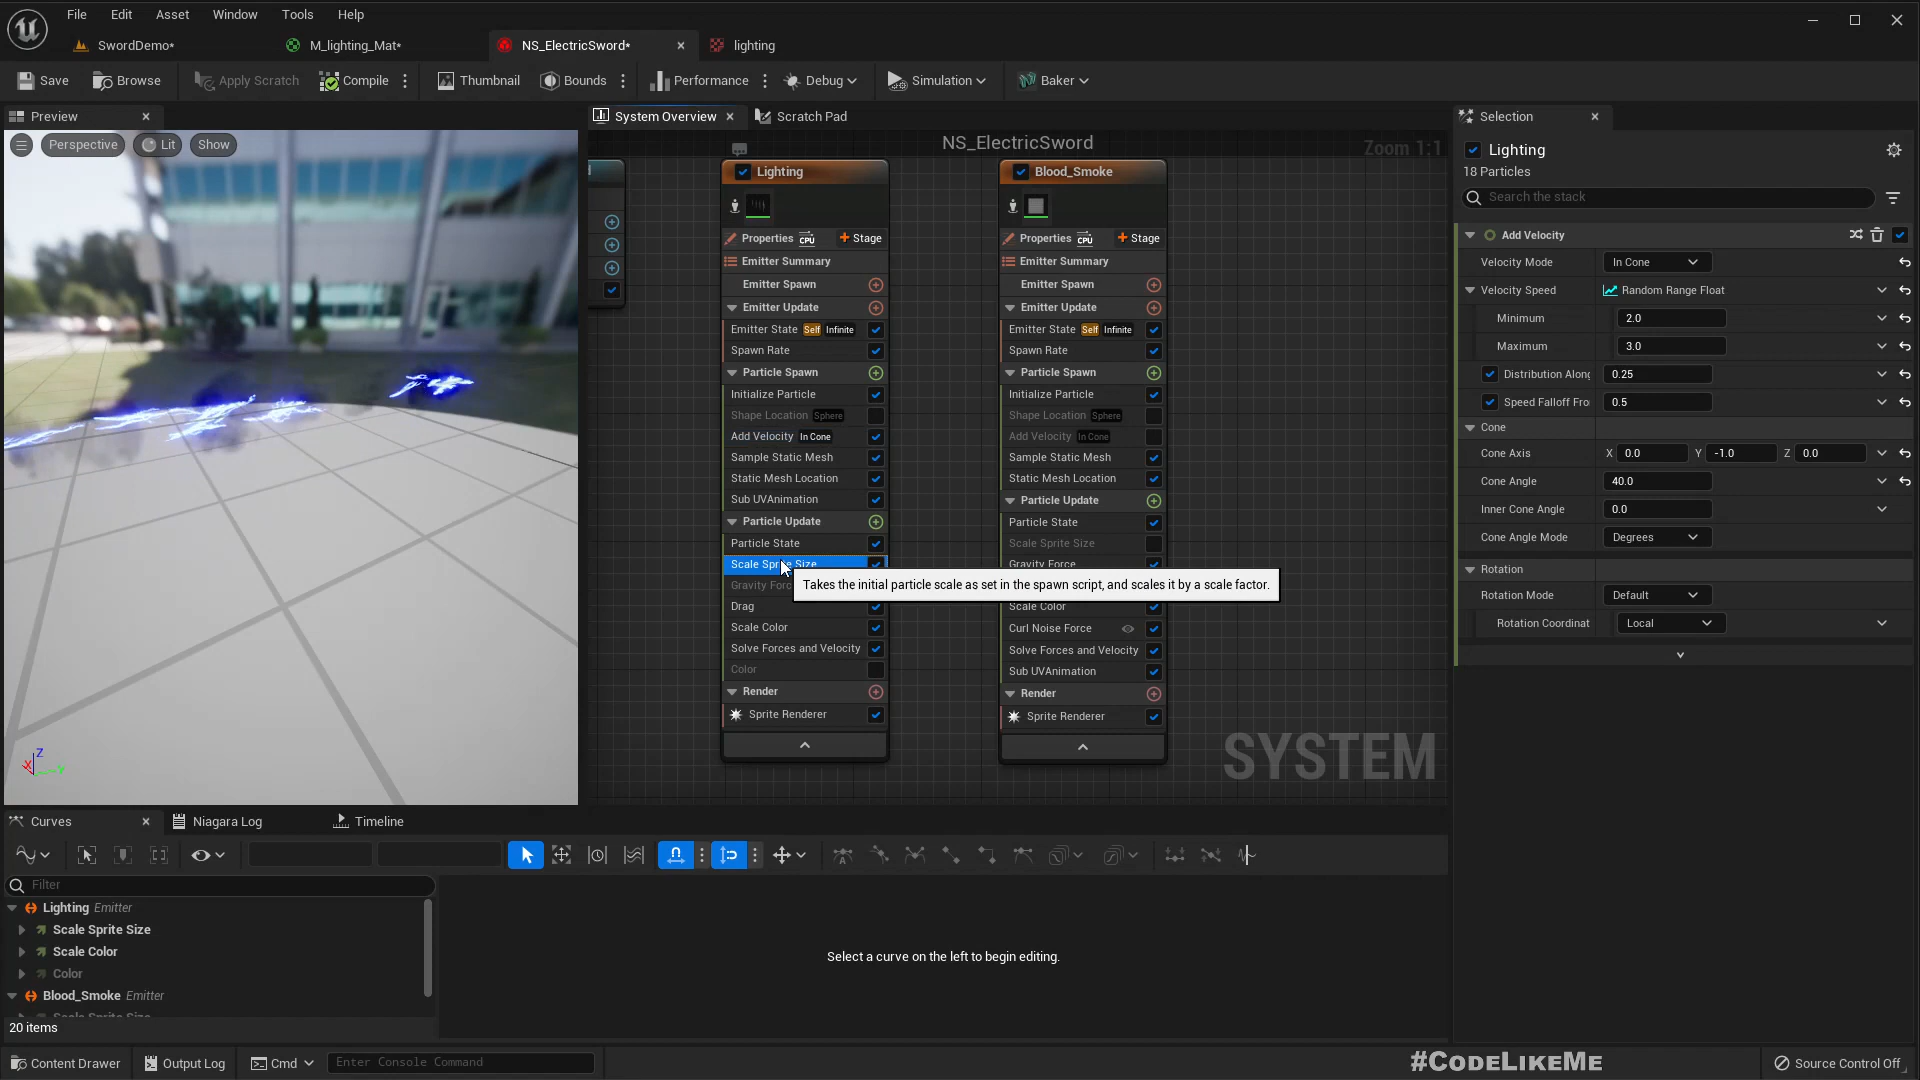 File Edit Asset Window Tools Help
SwordDemo* M_lighting_Mat* NS_ElectricSword* lighting
Save Browse Apply Scratch Compile Thumbnail Bounds Performance Debug Simulation Baker
Preview System Overview Scratch Pad Selection
Perspective Lit Show
NS_ElectricSword Zoom 1:1
Lighting
18 Particles
Search the stack
Add Velocity
Velocity Mode In Cone
Velocity Speed Random Range Float
Minimum 2.0
Maximum 3.0
Distribution Along 0.25
Speed Falloff Fro 0.5
Cone
Cone Axis X 0.0 Y -1.0 Z 0.0
Cone Angle 40.0
Inner Cone Angle 0.0
Cone Angle Mode Degrees
Rotation
Rotation Mode Default
Rotation Coordinat Local
Lighting
Properties CPU Stage
Emitter Summary
Emitter Spawn
Emitter Update
Emitter State Self Infinite
Spawn Rate
Particle Spawn
Initialize Particle
Shape Location Sphere
Add Velocity In Cone
Sample Static Mesh
Static Mesh Location
Sub UVAnimation
Particle Update
Particle State
Scale Sprite Size
Gravity Forc
Drag
Scale Color
Solve Forces and Velocity
Color
Render
Sprite Renderer
Takes the initial particle scale as set in the spawn script, and scales it by a scale factor.
Blood_Smoke
Properties CPU Stage
Emitter Summary
Emitter Spawn
Emitter Update
Emitter State Self Infinite
Spawn Rate
Particle Spawn
Initialize Particle
Shape Location Sphere
Add Velocity In Cone
Sample Static Mesh
Static Mesh Location
Particle Update
Particle State
Scale Sprite Size
Gravity Force
Scale Color
Curl Noise Force
Solve Forces and Velocity
Sub UVAnimation
Render
Sprite Renderer
SYSTEM
Z
X
Curves Niagara Log Timeline
Filter
Lighting Emitter
Scale Sprite Size
Scale Color
Color
Blood_Smoke Emitter
Scale Sprite Size
20 items
Select a curve on the left to begin editing.
Content Drawer Output Log Cmd Enter Console Command #CODELIKEME Source Control Off